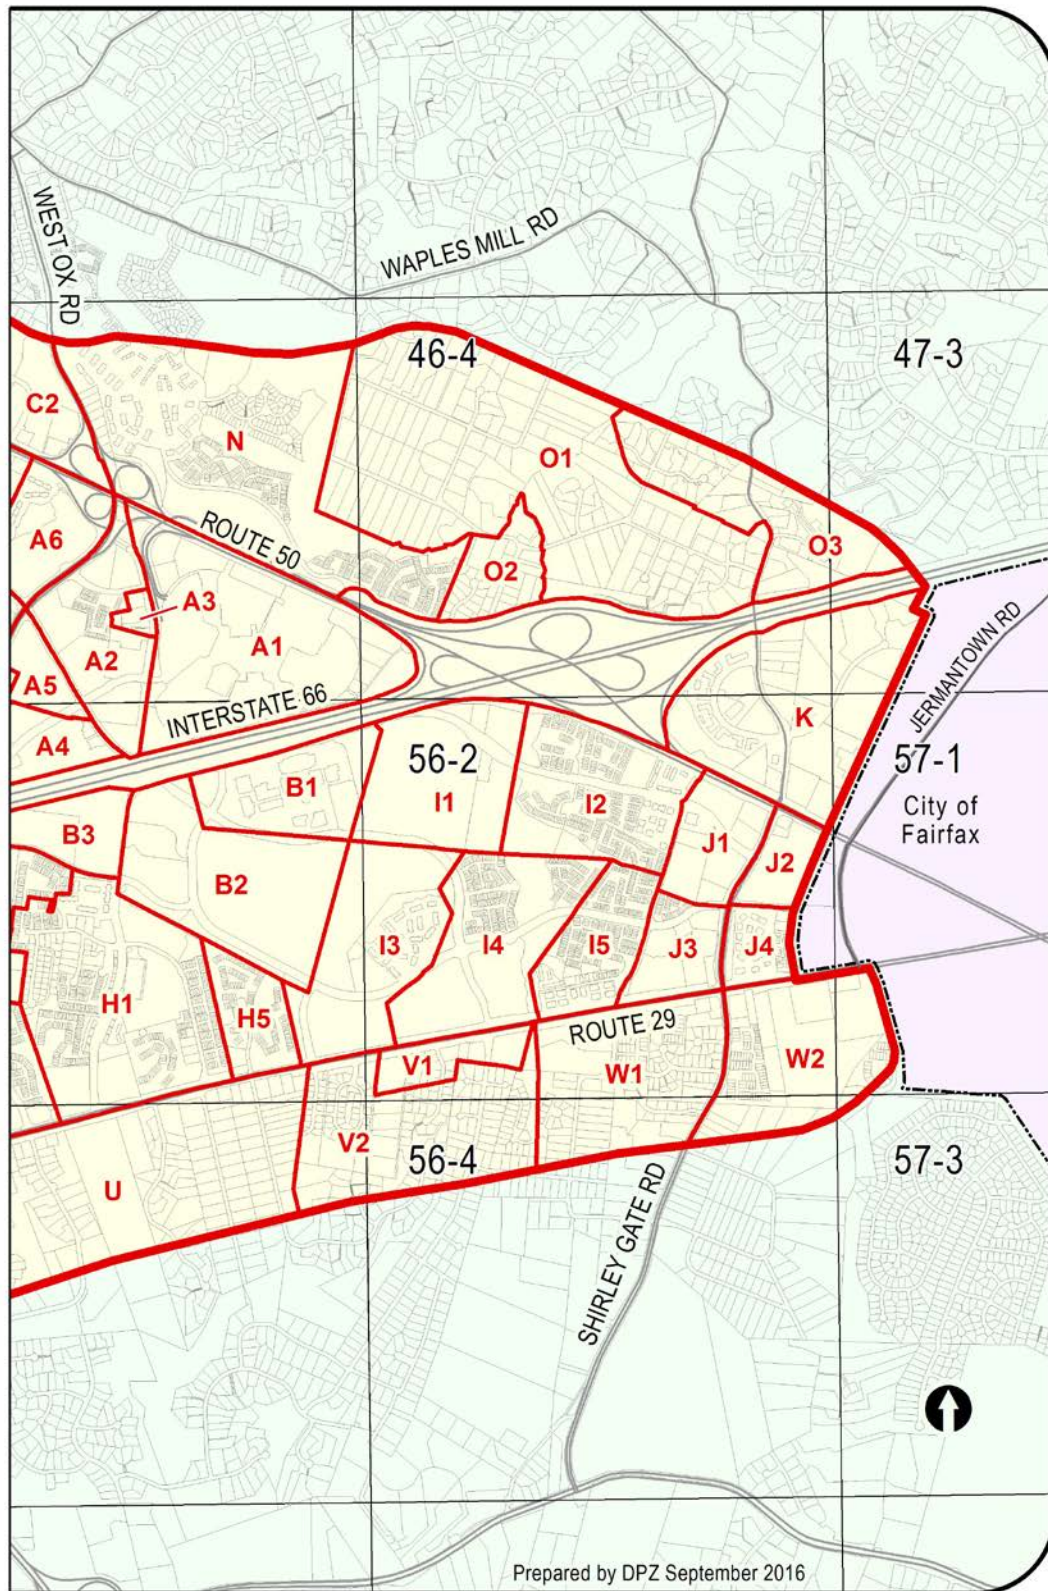 WEST OX RD
WAPLES MILL RD
46-4
47-3
C2
N
O1
ROUTE 50
A6
O3
O2
A3
A1
A2
JERMANTOWN RD
A5
INTERSTATE 66
K
A4
56-2
57-1
B1
I1
I2
City of
Fairfax
B3
J1
J2
B2
I3
I4
I5
J3
J4
H1
H5
ROUTE 29
V1
W1
W2
V2
56-4
57-3
U
SHIRLEY GATE RD
Prepared by DPZ September 2016